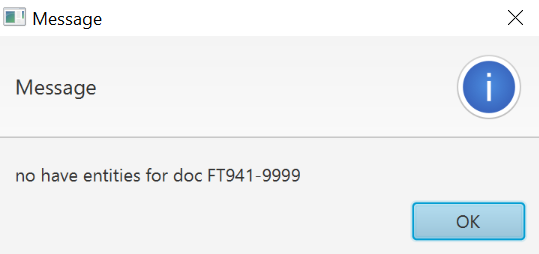 Message
Message
no have entities for doc FT941-9999
OK